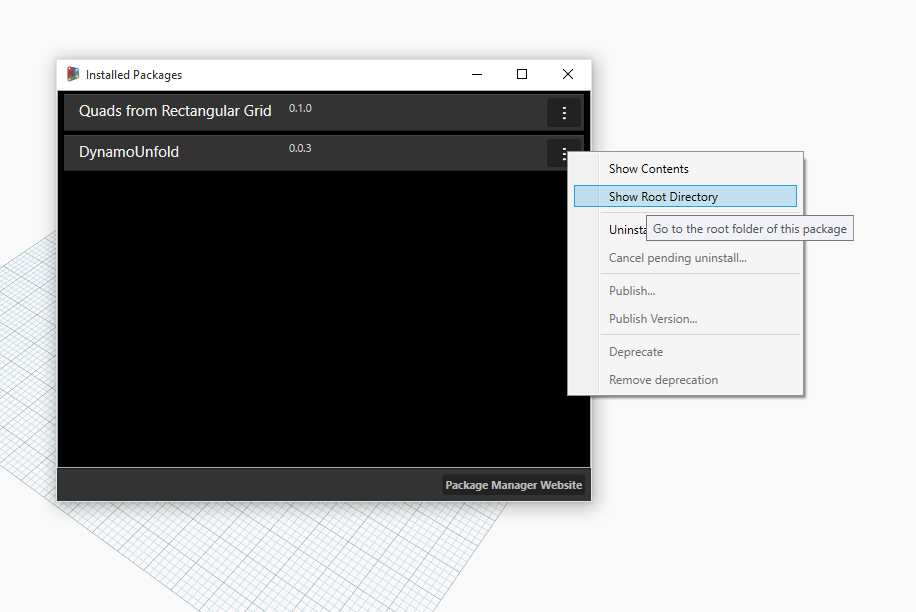 Installed Packages
Quads from Rectangular Grid 0.1.0
DynamoUnfold 0.0.3
Show Contents
Show Root Directory
Go to the root folder of this package
Cancel pending uninstall...
Publish...
Publish Version...
Deprecate
Remove deprecation
Package Manager Website